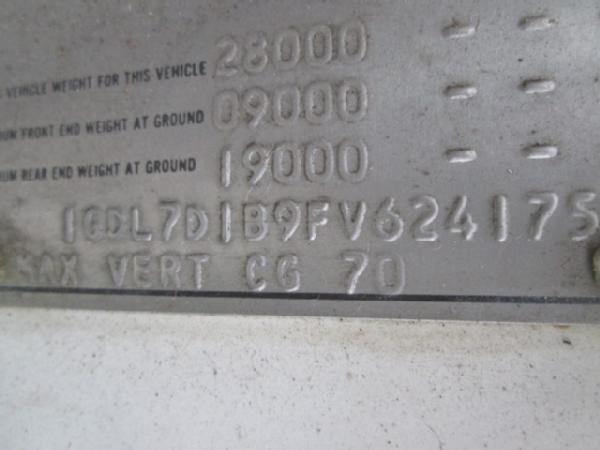 VEHICLE WEIGHT FOR THIS VEHICLE 28000 - -
FRONT END WEIGHT AT GROUND 09000 - -
REAR END WEIGHT AT GROUND 19000 - -
1GDL7D1B9FV624175
MAX VERT CG 70